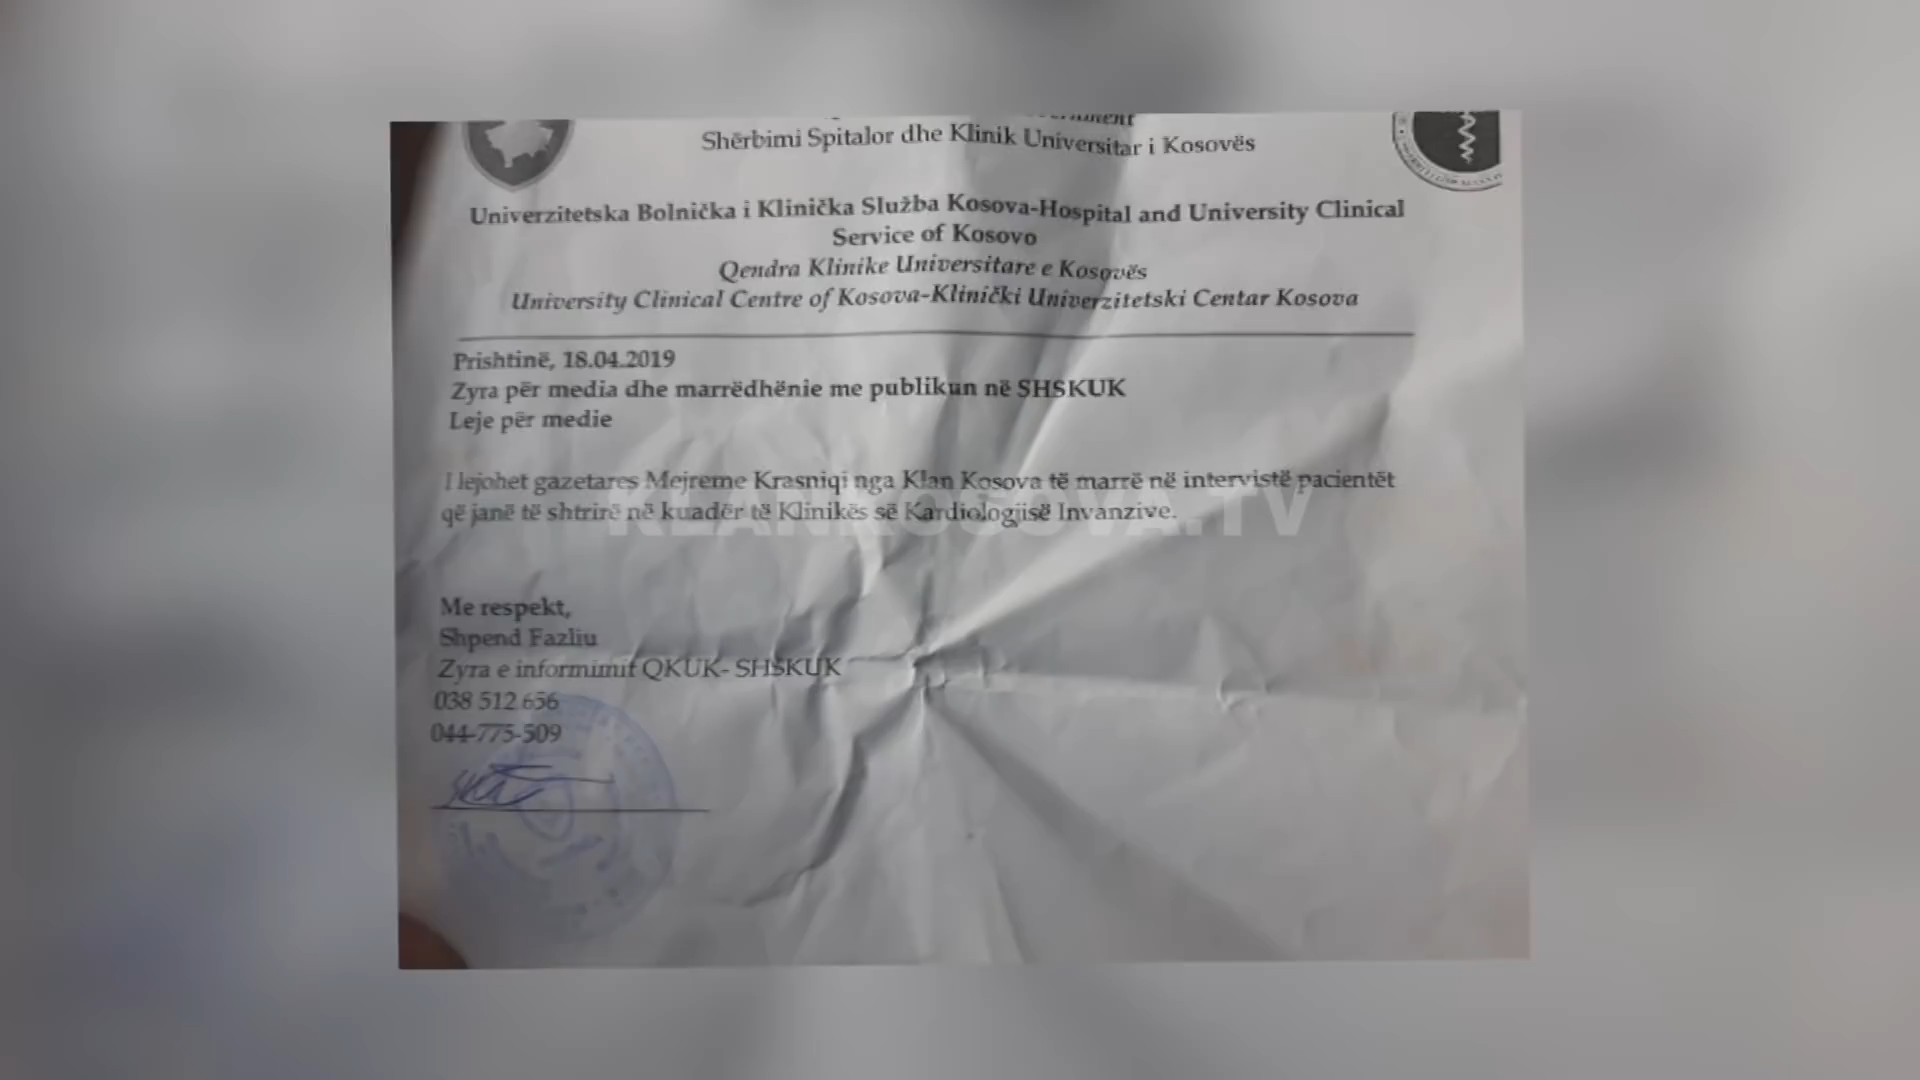 Shërbimi Spitalor dhe Klinik Universitar i Kosovës
Univerzitetska Bolnička i Klinička Služba Kosova-Hospital and University Clinical
Service of Kosovo
Qendra Klinike Universitare e Kosovës
University Clinical Centre of Kosova-Klinički Univerzitetski Centar Kosova
Prishtinë, 18.04.2019
Zyra për media dhe marrëdhënie me publikun në SHSKUK
Leje për medie
I lejohet gazetares Mejreme Krasniqi nga Klan Kosova të marrë në intervistë pacientët
që janë të shtrirë në kuadër të Klinikës së Kardiologjisë Invanzive.
KLANKOSOVA.TV
Me respekt,
Shpend Fazliu
Zyra e informimit QKUK- SHSKUK
038 512 656
044-775-509